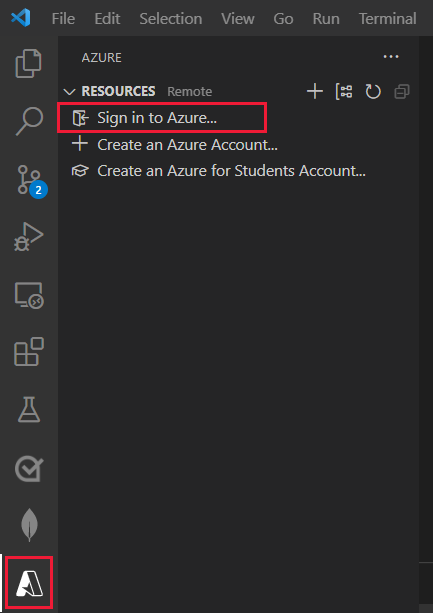 File Edit Selection View Go Run Terminal
AZURE
RESOURCES Remote
Sign in to Azure...
Create an Azure Account...
Create an Azure for Students Account...
2